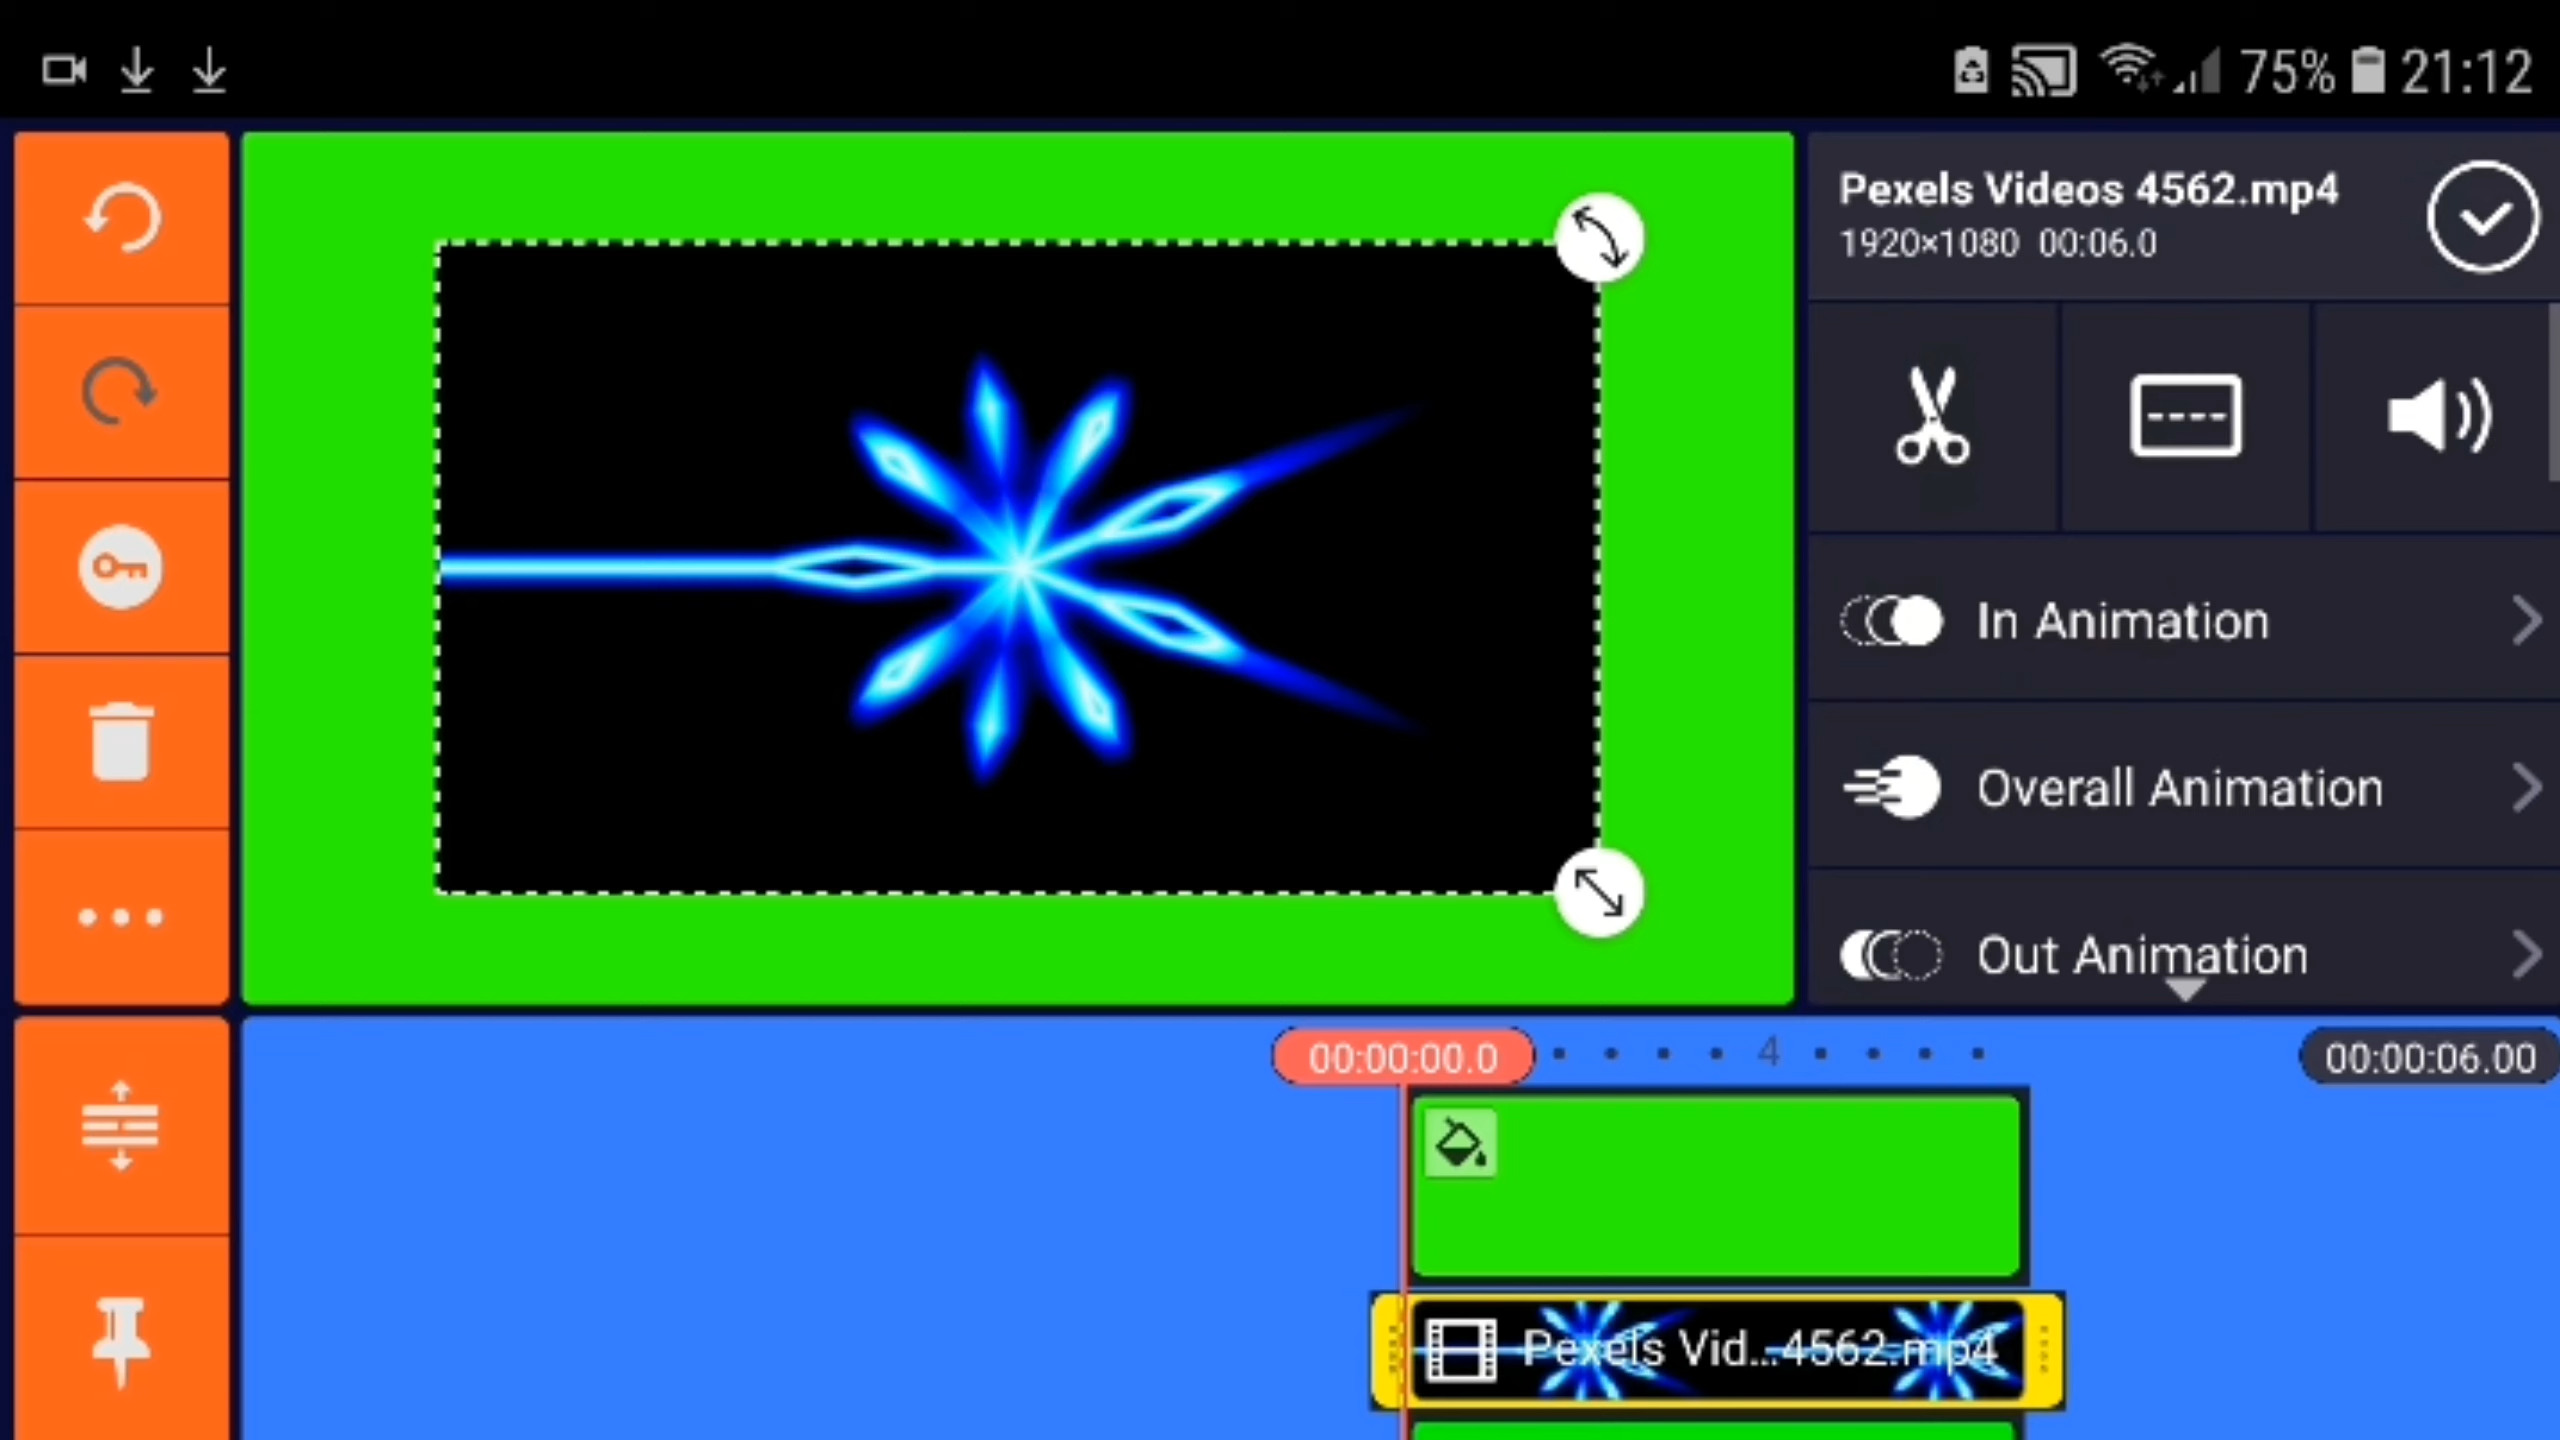 75% 21:12
Pexels Videos 4562.mp4
1920×1080 00:06.0
In Animation
Overall Animation
Out Animation
00:00:00.0
4
00:00:06.00
Pexels Vid...4562.mp4